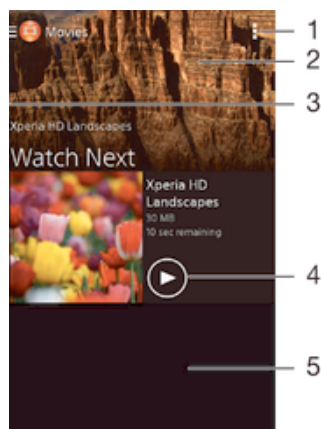 Movies
1
2
3
Xperia HD Landscapes
Watch Next
Xperia HD
Landscapes
30 MB
10 sec remaining
4
5